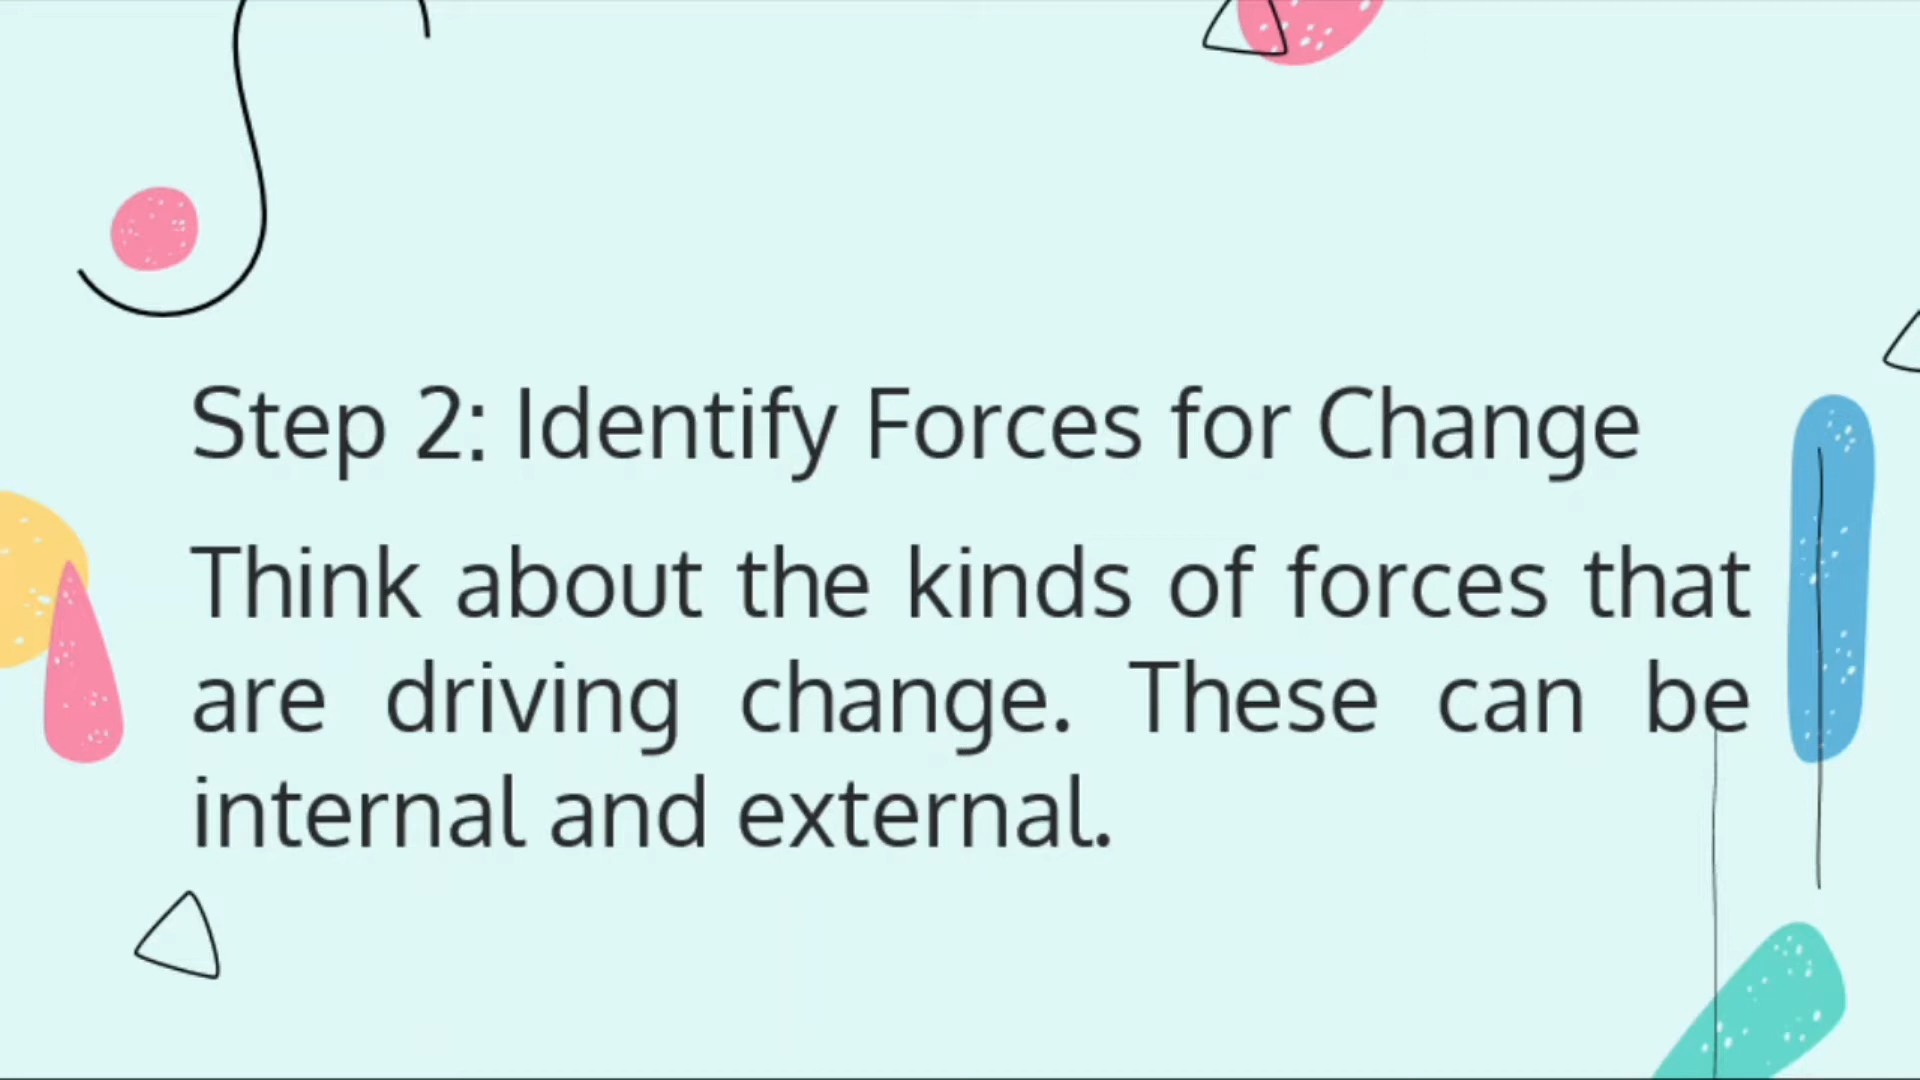 Step 2: Identify Forces for Change
Think about the kinds of forces that
are driving change. These can be
internal and external.